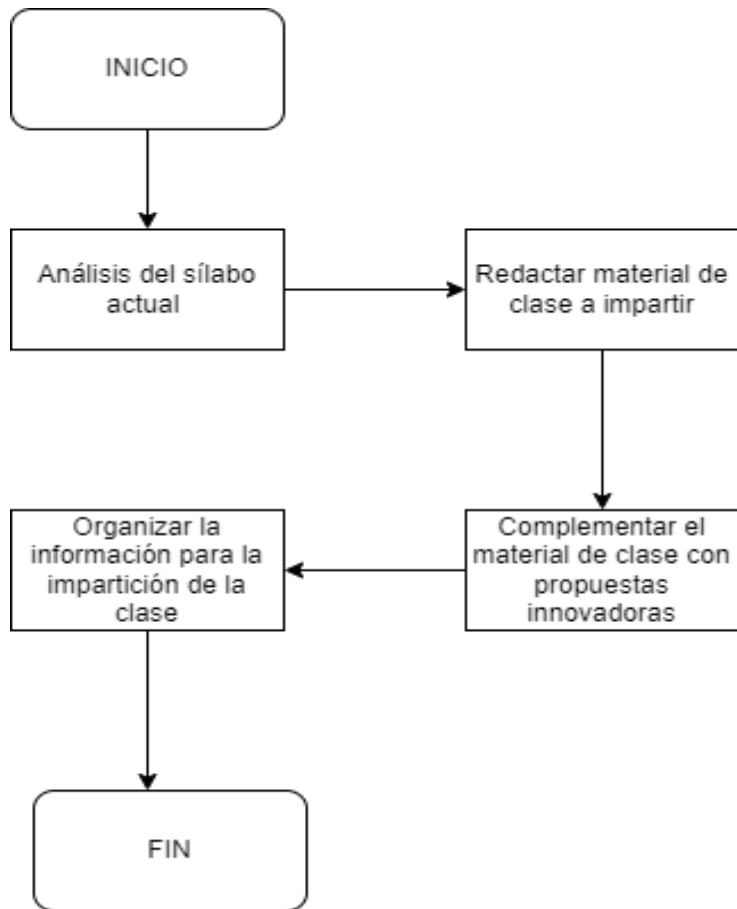 INICIO
Análisis del sílabo
actual
Redactar material de
clase a impartir
Complementar el
material de clase con
propuestas
innovadoras
Organizar la
información para la
impartición de la
clase
FIN